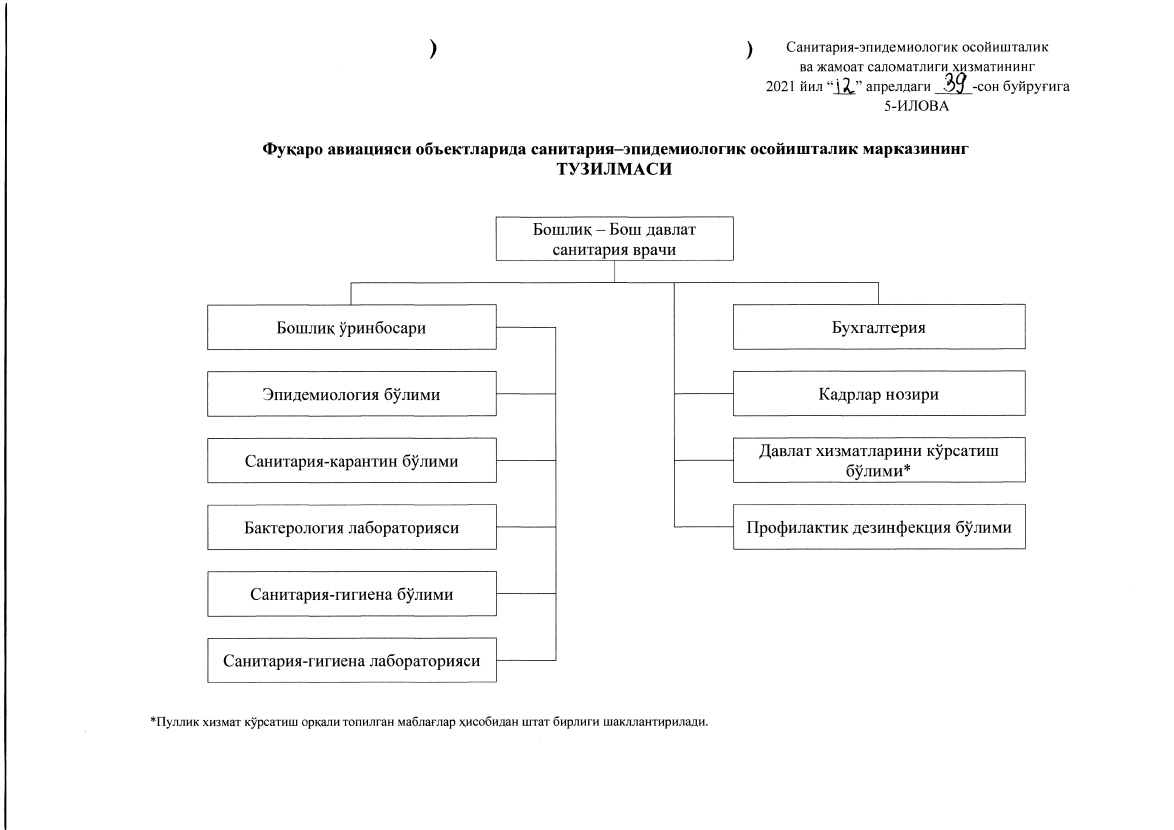 Санитария-эпидемиологик осойишталик
ва жамоат саломатлиги хизматининг
2021 йил “12” апрелдаги 39-сон буйруғига
5-ИЛОВА
Фуқаро авиацияси объектларида санитария–эпидемиологик осойишталик марказининг
ТУЗИЛМАСИ
Бошлиқ – Бош давлат
санитария врачи
Бошлиқ ўринбосари
Эпидемиология бўлими
Санитария-карантин бўлими
Бактерология лабораторияси
Санитария-гигиена бўлими
Санитария-гигиена лабораторияси
Бухгалтерия
Кадрлар нозири
Давлат хизматларини кўрсатиш
бўлими*
Профилактик дезинфекция бўлими
*Пуллик хизмат кўрсатиш орқали топилган маблағлар ҳисобидан штат бирлиги шакллантирилади.